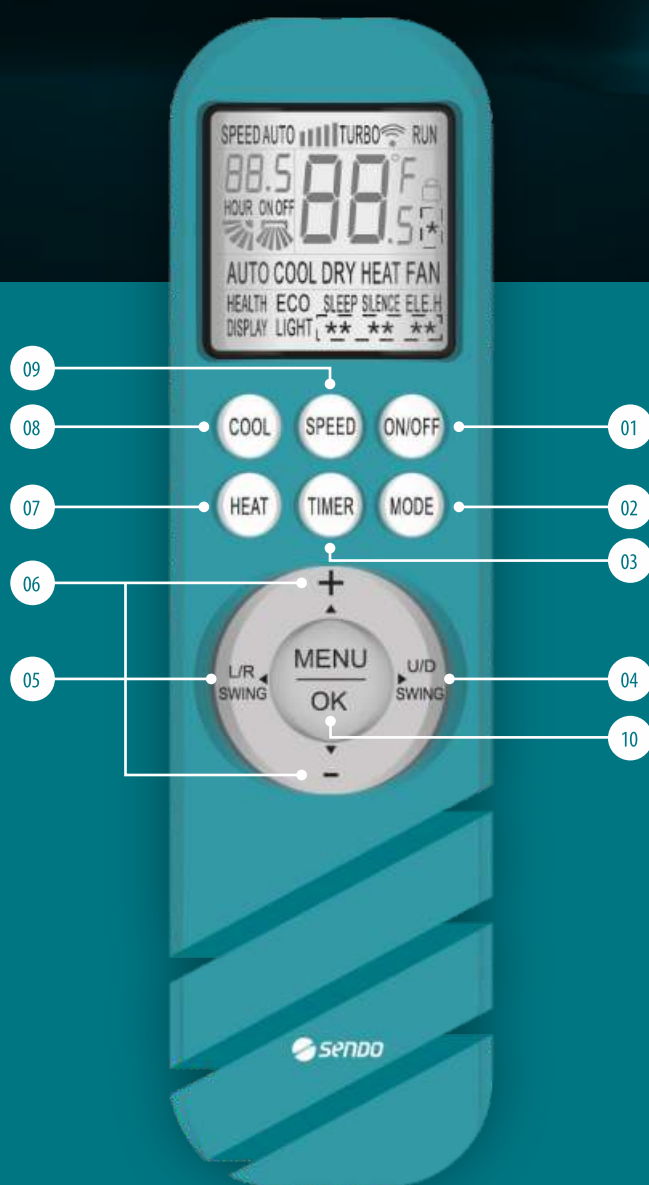 SPEED AUTO TURBO RUN
88.5 88 °F
HOUR ON OFF .5 *
AUTO COOL DRY HEAT FAN
HEALTH ECO SLEEP SILENCE ELE.H
DISPLAY LIGHT ** ** **
09
08 COOL SPEED ON/OFF 01
07 HEAT TIMER MODE 02
03
06 +
05 L/R SWING MENU OK U/D SWING 04
10
-
SENDO